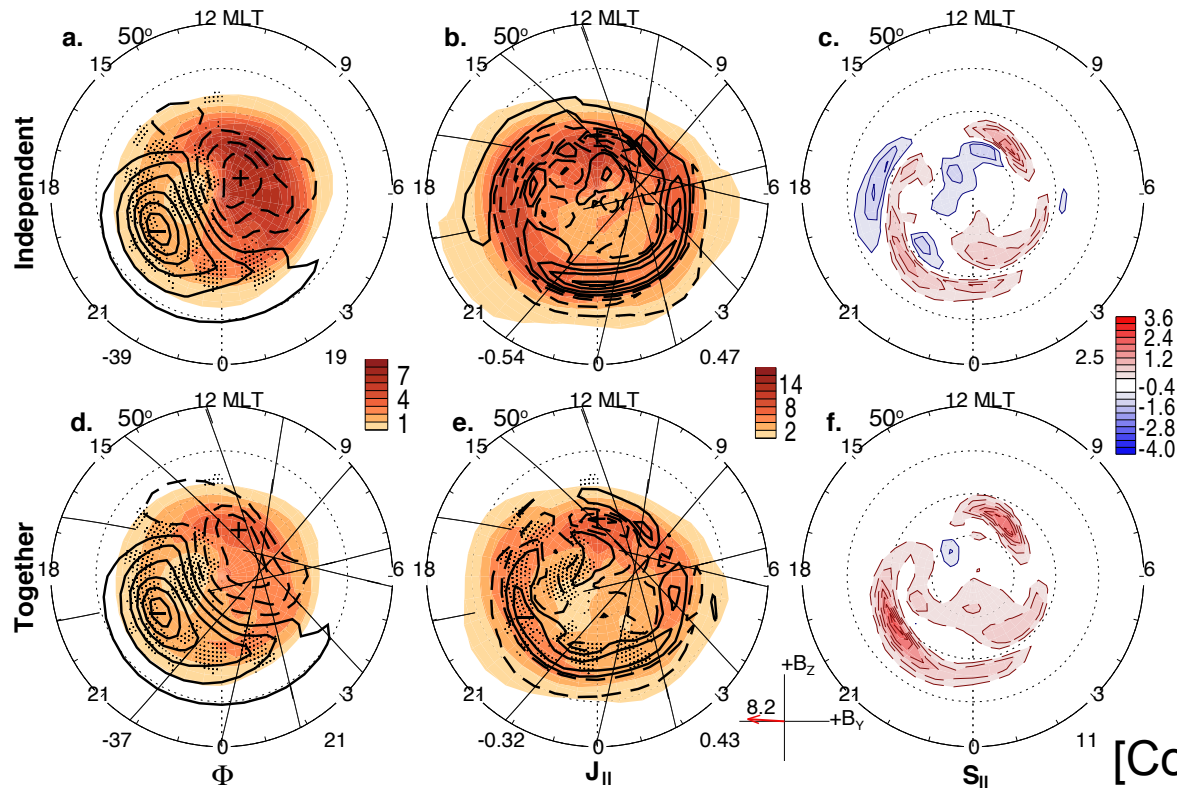 12 MLT 12 MLT 12 MLT
a. 50° b. 50° c. 50°
15 9 15 9 15 9
Independent
18 -6 18 6 18 -6
21 3 21 3 21 3
-39 0 19 -0.54 0 0.47 0 2.5
7
4
1
14
8
2
3.6
2.4
1.2
-0.4
-1.6
-2.8
-4.0
12 MLT 12 MLT 12 MLT
d. 50° e. 50° f. 50°
15 9 15 9 15 9
Together
18 -6 18 -6 18 -6
21 3 21 3 21 3
-37 0 21 -0.32 0 0.43 0 11
+BZ
8.2
+BY
Φ J|| S|| [Co